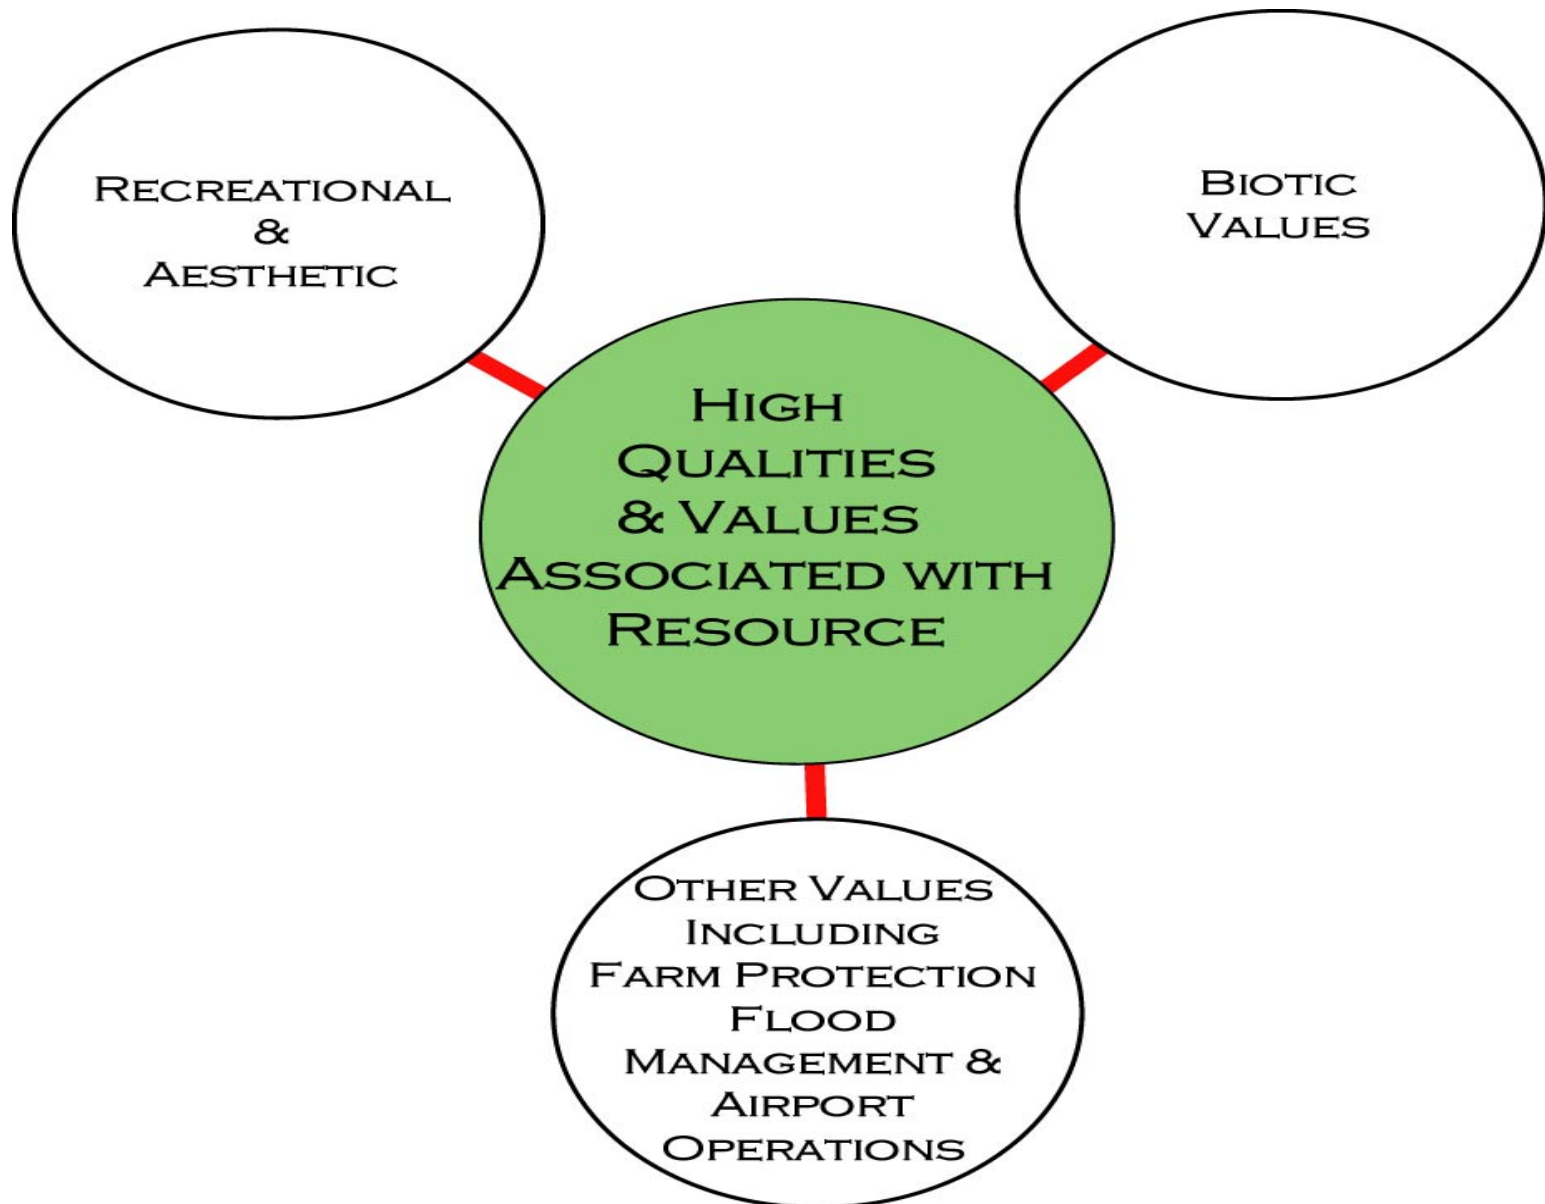 Recreational
&
Aesthetic
Biotic
Values
High
Qualities
& Values
Associated with
Resource
Other Values
Including
Farm Protection
Flood
Management &
Airport
Operations